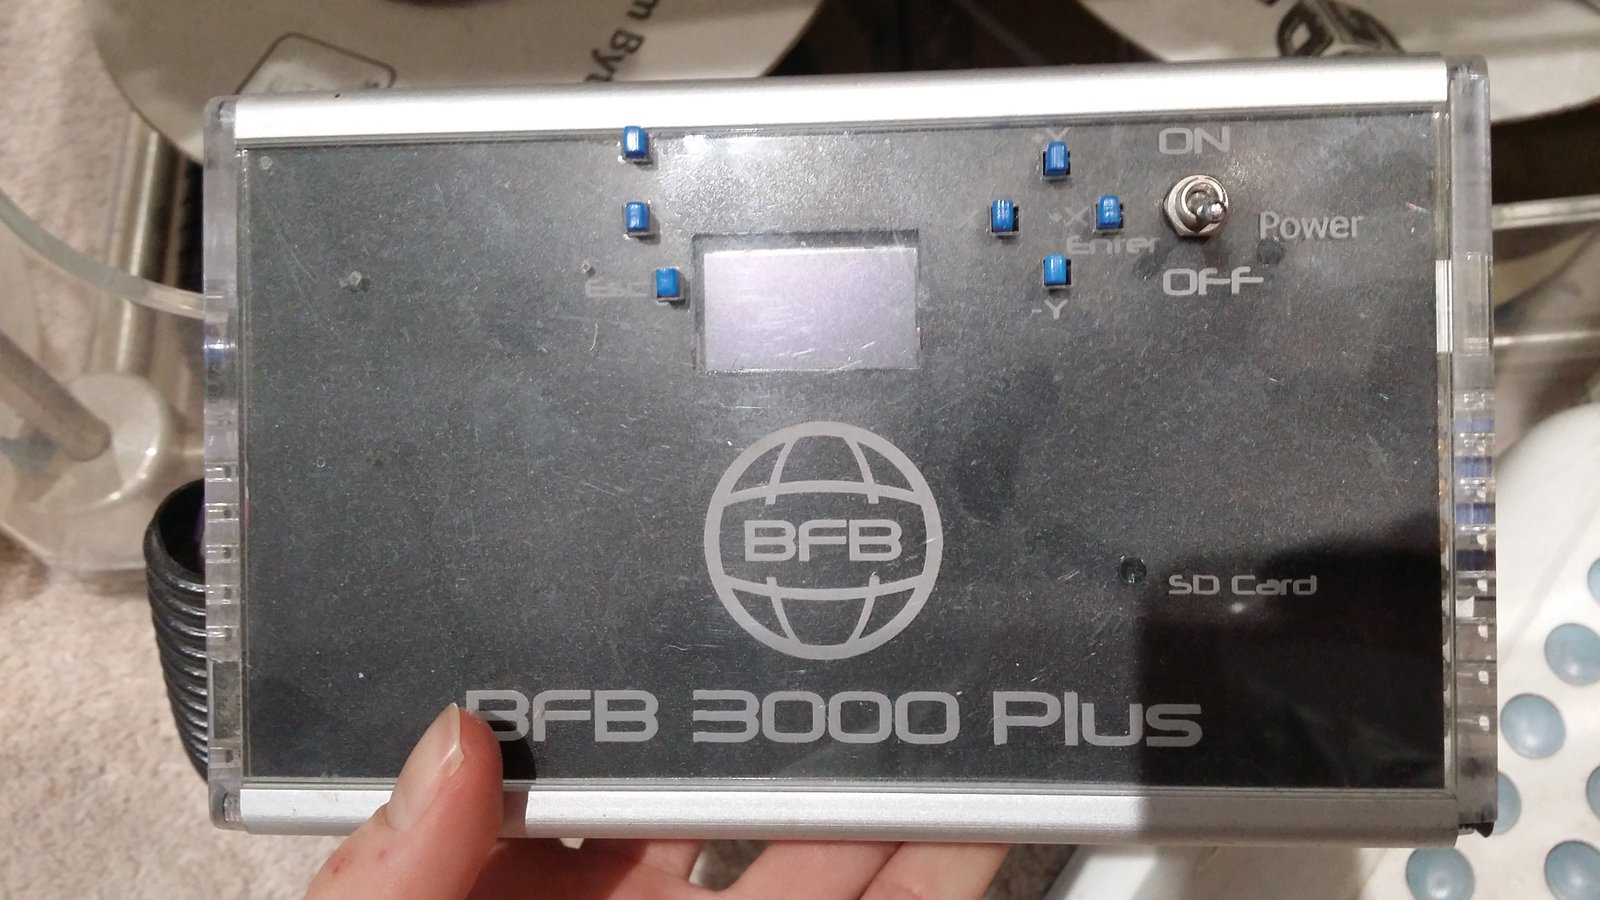 -Y
ON
X
+X
Power
Enter
Esc
OFF
-Y
BFB
SD Card
BFB 3000 Plus